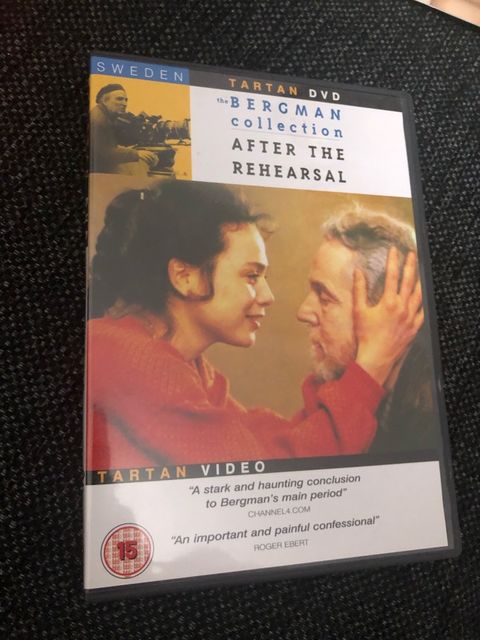 SWEDEN
TARTAN DVD
the BERGMAN
collection
AFTER THE
REHEARSAL
TARTAN VIDEO
"A stark and haunting conclusion
to Bergman's main period"
CHANNEL4.COM
"An important and painful confessional"
ROGER EBERT
15